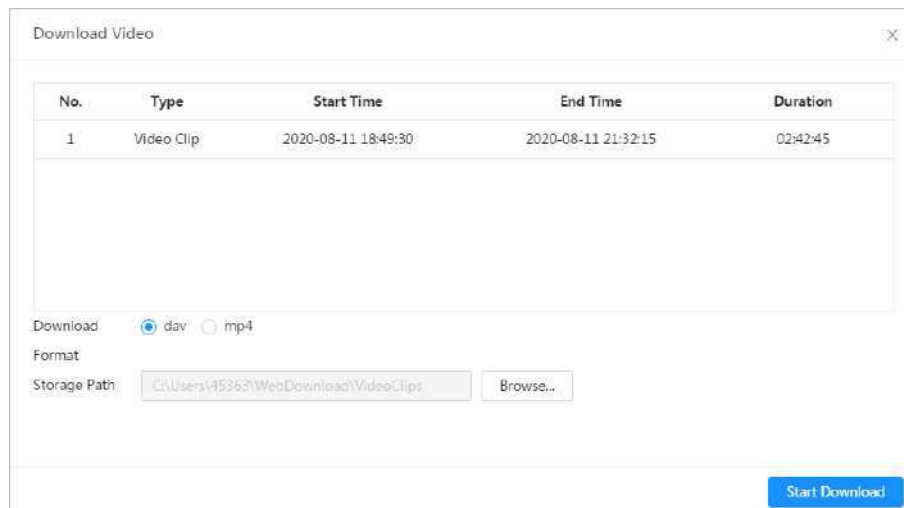 Download Video
No. Type Start Time End Time Duration
1 Video Clip 2020-08-11 18:49:30 2020-08-11 21:32:15 02:42:45
Download dav mp4
Format
Storage Path C:\Users\45363\WebDownload\VideoClips Browse...
Start Download